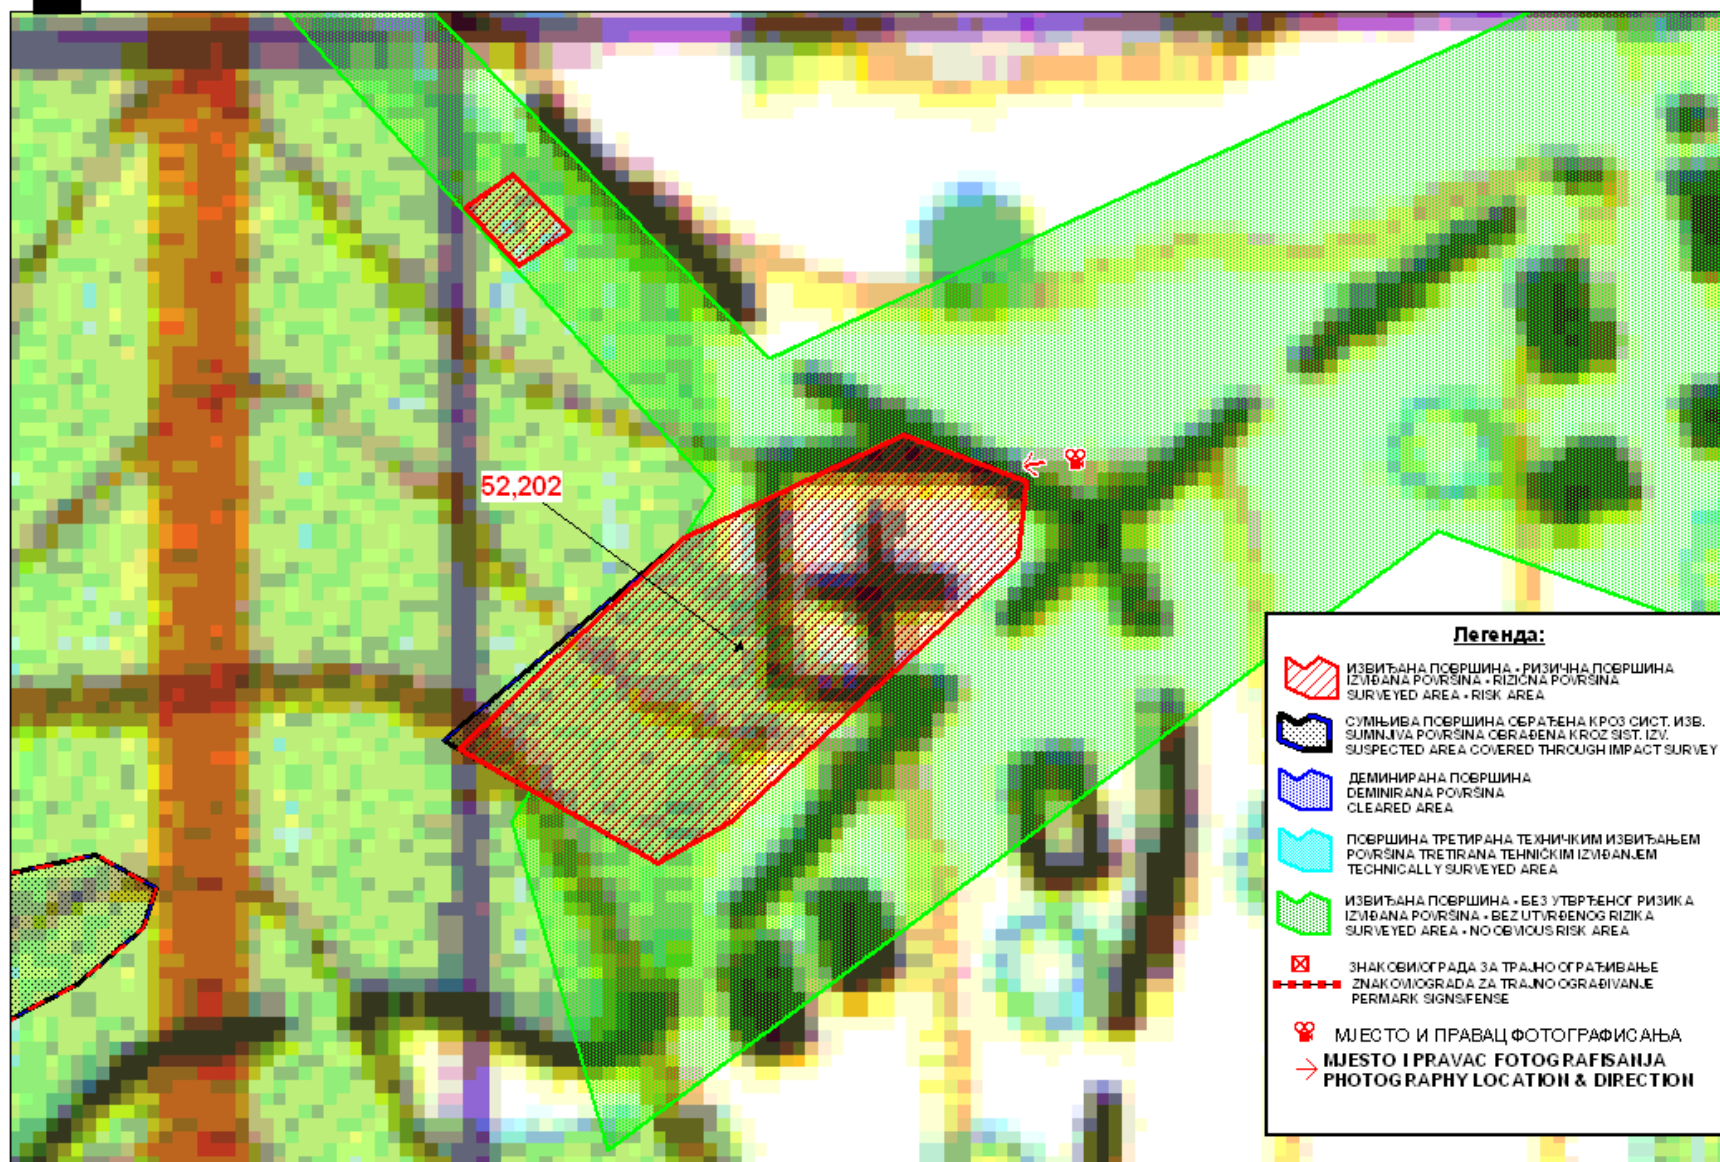 52,202
Легенда:
ИЗВИЂАНА ПОВРШИНА - РИЗИЧНА ПОВРШИНА
IZVIĐANA POVRŠINA - RIZIČNA POVRŠINA
SURVEYED AREA - RISK AREA
СУМЊИВА ПОВРШИНА ОБРАЂЕНА КРОЗ СИСТ. ИЗВ.
SUMNJIVA POVRŠINA OBRAĐENA KROZ SIST. IZV.
SUSPECTED AREA COVERED THROUGH IMPACT SURVEY
ДЕМИНИРАНА ПОВРШИНА
DEMINIRANA POVRŠINA
CLEARED AREA
ПОВРШИНА ТРЕТИРАНА ТЕХНИЧКИМ ИЗВИЂАЊЕМ
POVRŠINA TRETIRANA TEHNIČKIM IZVIĐANJEM
TECHNICALLY SURVEYED AREA
ИЗВИЂАНА ПОВРШИНА - БЕЗ УТВРЂЕНОГ РИЗИКА
IZVIĐANA POVRŠINA - BEZ UTVRĐENOG RIZIKA
SURVEYED AREA - NO OBVIOUS RISK AREA
ЗНАКОВИ/ОГРАДА ЗА ТРАЈНО ОГРАЂИВАЊЕ
ZNAKOVI/OGRADA ZA TRAJNO OGRAĐIVANJE
PERMARK SIGNS/FENSE
МЈЕСТО И ПРАВАЦ ФОТОГРАФИСАЊА
MJESTO I PRAVAC FOTOGRAFISANJA
PHOTOGRAPHY LOCATION & DIRECTION